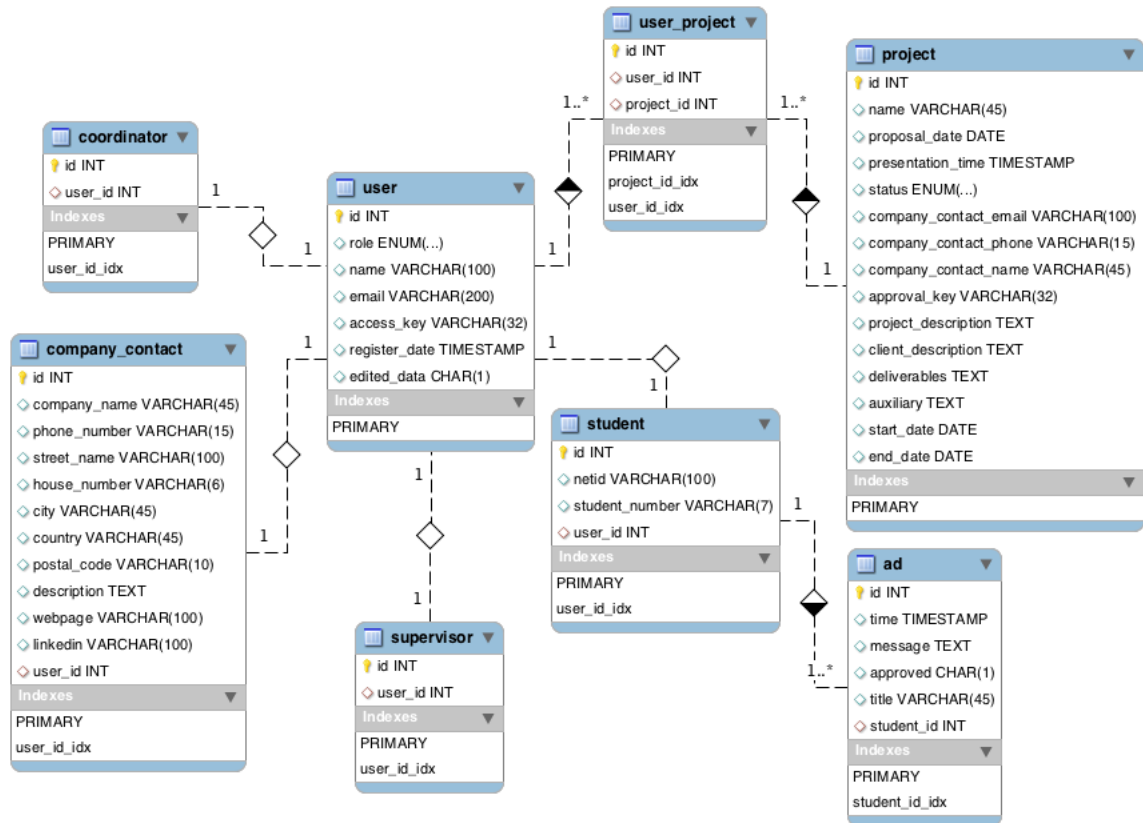 user_project
id INT
user_id INT
project_id INT
Indexes
PRIMARY
project_id_idx
user_id_idx
project
id INT
name VARCHAR(45)
proposal_date DATE
presentation_time TIMESTAMP
status ENUM(...)
company_contact_email VARCHAR(100)
company_contact_phone VARCHAR(15)
company_contact_name VARCHAR(45)
approval_key VARCHAR(32)
project_description TEXT
client_description TEXT
deliverables TEXT
auxiliary TEXT
start_date DATE
end_date DATE
Indexes
PRIMARY
1..*
1..*
1
1
coordinator
id INT
user_id INT
Indexes
PRIMARY
user_id_idx
1
1
user
id INT
role ENUM(...)
name VARCHAR(100)
email VARCHAR(200)
access_key VARCHAR(32)
register_date TIMESTAMP
edited_data CHAR(1)
Indexes
PRIMARY
company_contact
id INT
company_name VARCHAR(45)
phone_number VARCHAR(15)
street_name VARCHAR(100)
house_number VARCHAR(6)
city VARCHAR(45)
country VARCHAR(45)
postal_code VARCHAR(10)
description TEXT
webpage VARCHAR(100)
linkedin VARCHAR(100)
user_id INT
Indexes
PRIMARY
user_id_idx
1
1
1
1
student
id INT
netid VARCHAR(100)
student_number VARCHAR(7)
user_id INT
Indexes
PRIMARY
user_id_idx
1
1
supervisor
id INT
user_id INT
Indexes
PRIMARY
user_id_idx
1
1..*
ad
id INT
time TIMESTAMP
message TEXT
approved CHAR(1)
title VARCHAR(45)
student_id INT
Indexes
PRIMARY
student_id_idx